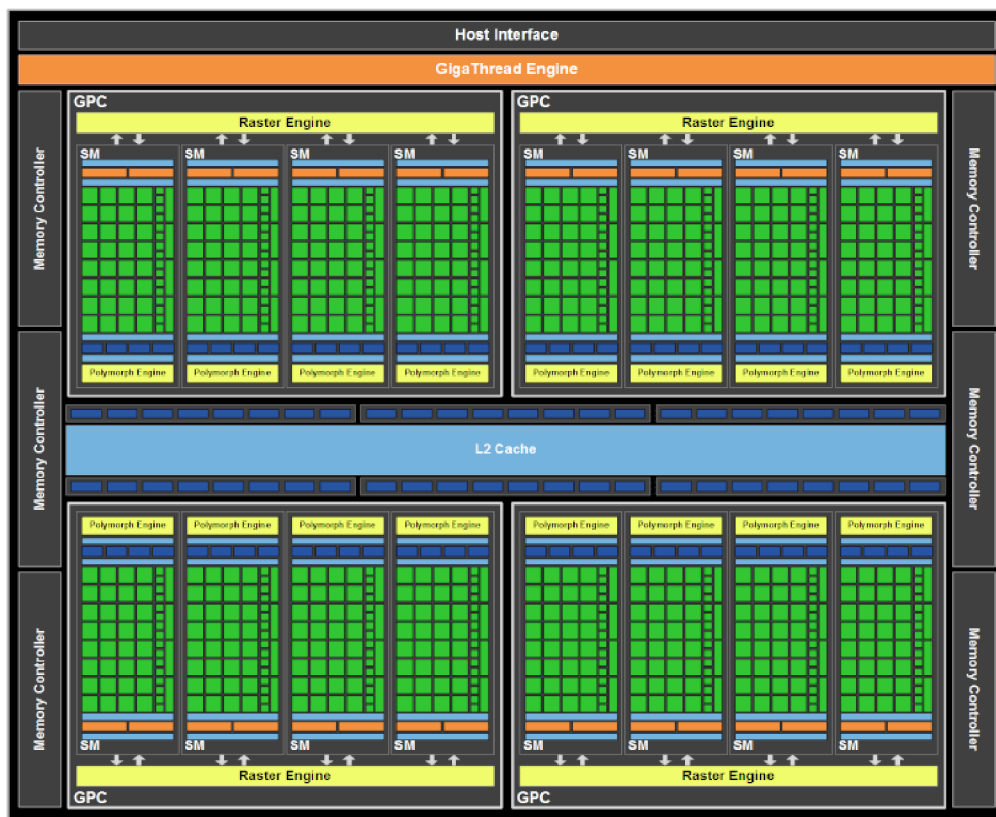 Host Interface
GigaThread Engine
GPC
GPC
Raster Engine
Raster Engine
SM SM SM SM
SM SM SM SM
Memory Controller
Memory Controller
Polymorph Engine Polymorph Engine Polymorph Engine Polymorph Engine
Polymorph Engine Polymorph Engine Polymorph Engine Polymorph Engine
Memory Controller
L2 Cache
Memory Controller
Polymorph Engine Polymorph Engine Polymorph Engine Polymorph Engine
Polymorph Engine Polymorph Engine Polymorph Engine Polymorph Engine
Memory Controller
Memory Controller
SM SM SM SM
SM SM SM SM
Raster Engine
Raster Engine
GPC
GPC